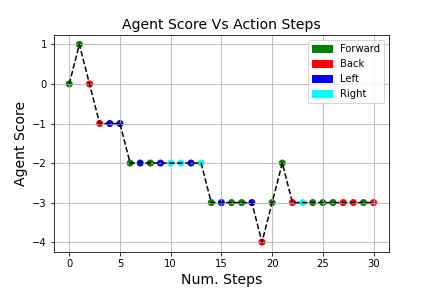 Agent Score Vs Action Steps
Forward
Back
Left
Right
1
0
−1
−2
−3
−4
Agent Score
0 5 10 15 20 25 30
Num. Steps